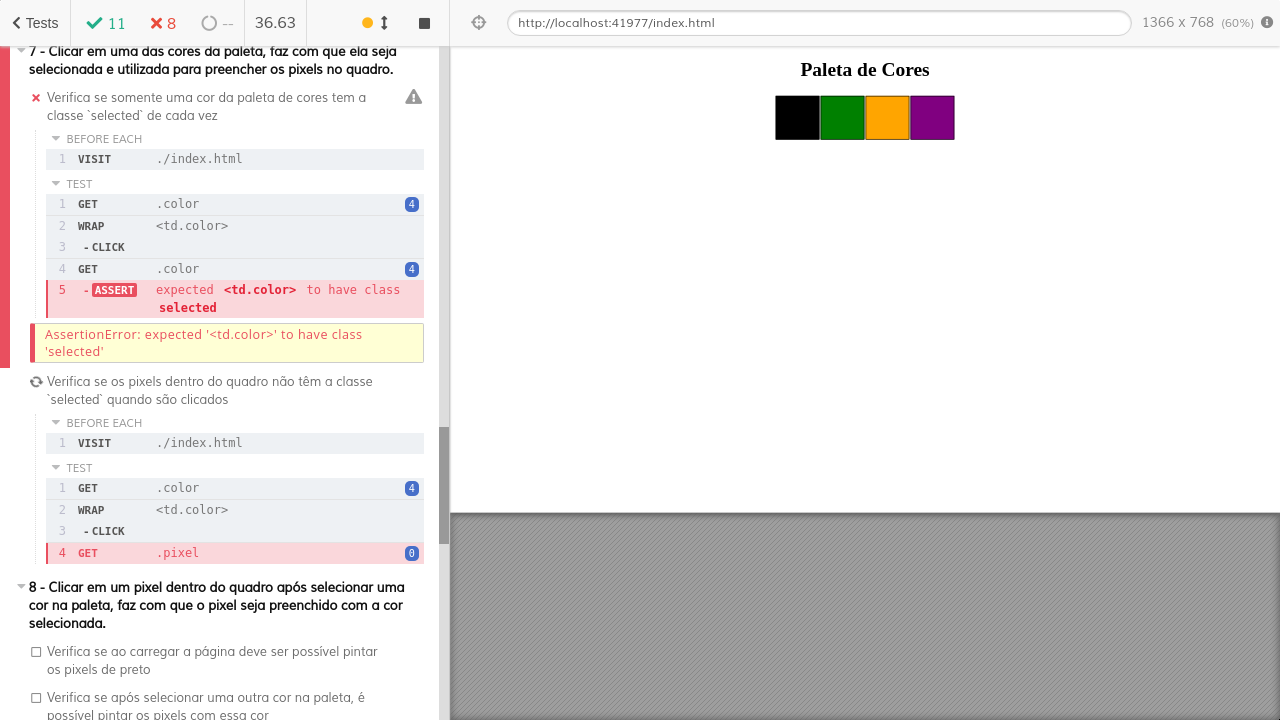 Tests
11
8
--
36.63
http://localhost:41977/index.html
1366 x 768 (60%)
7 - Clicar em uma das cores da paleta, faz com que ela seja
selecionada e utilizada para preencher os pixels no quadro.
Verifica se somente uma cor da paleta de cores tem a
classe `selected` de cada vez
BEFORE EACH
1 VISIT ./index.html
TEST
1 GET .color 4
2 WRAP <td.color>
3 - CLICK
4 GET .color 4
5 - ASSERT expected <td.color> to have class
selected
AssertionError: expected '<td.color>' to have class
'selected'
Verifica se os pixels dentro do quadro não têm a classe
`selected` quando são clicados
BEFORE EACH
1 VISIT ./index.html
TEST
1 GET .color 4
2 WRAP <td.color>
3 - CLICK
4 GET .pixel 0
8 - Clicar em um pixel dentro do quadro após selecionar uma
cor na paleta, faz com que o pixel seja preenchido com a cor
selecionada.
Verifica se ao carregar a página deve ser possível pintar
os pixels de preto
Verifica se após selecionar uma outra cor na paleta, é
possível pintar os pixels com essa cor
Paleta de Cores